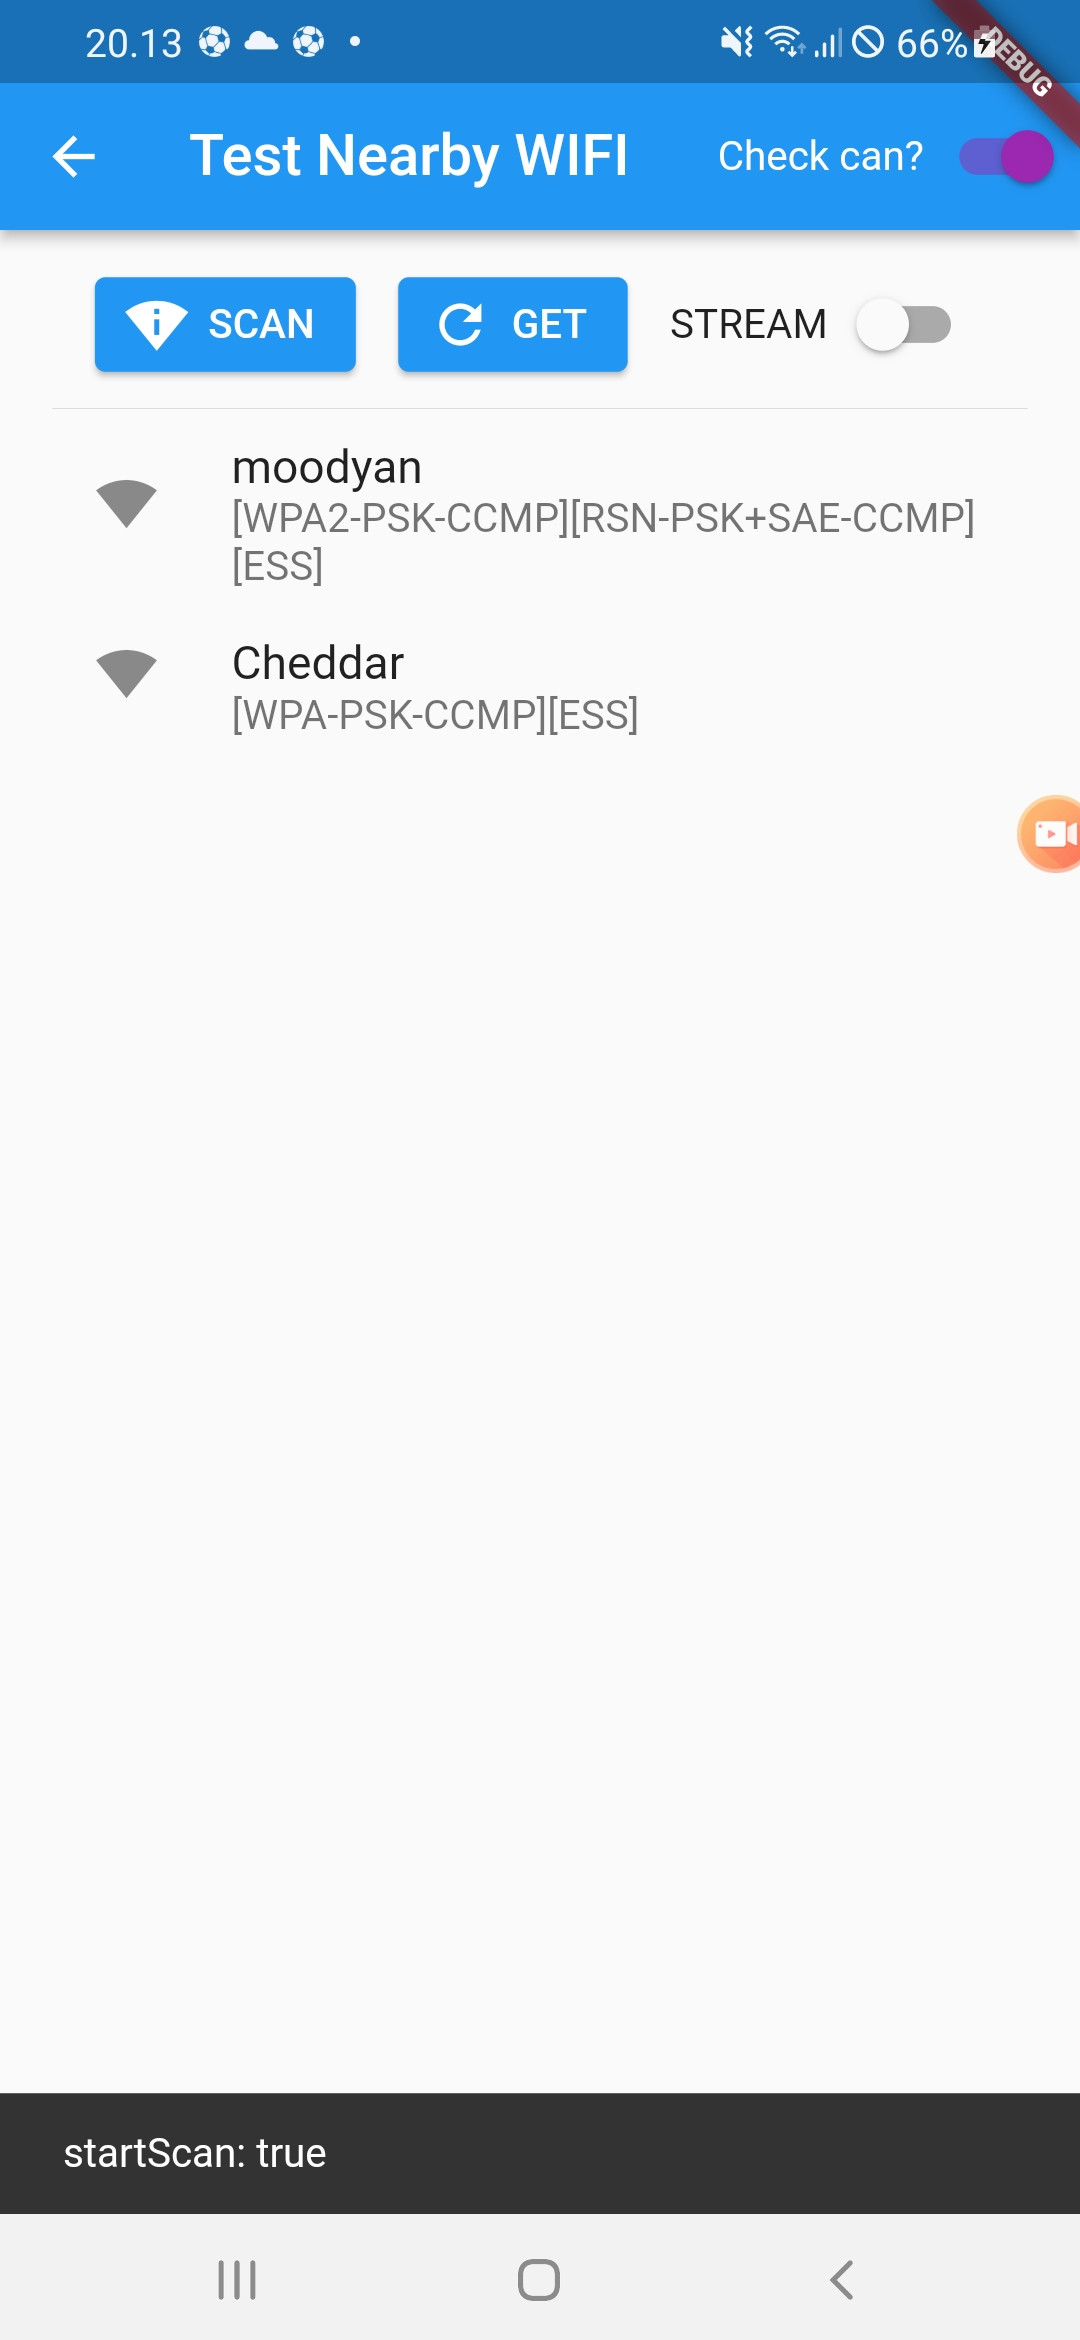 20.13
66%
DEBUG
Test Nearby WIFI
Check can?
SCAN
GET
STREAM
moodyan
[WPA2-PSK-CCMP][RSN-PSK+SAE-CCMP]
[ESS]
Cheddar
[WPA-PSK-CCMP][ESS]
startScan: true